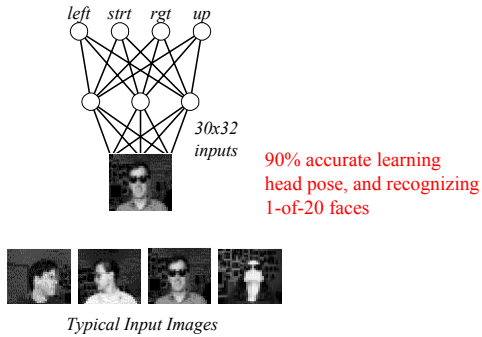 left strt rgt up
30x32
inputs
90% accurate learning
head pose, and recognizing
1-of-20 faces
Typical Input Images